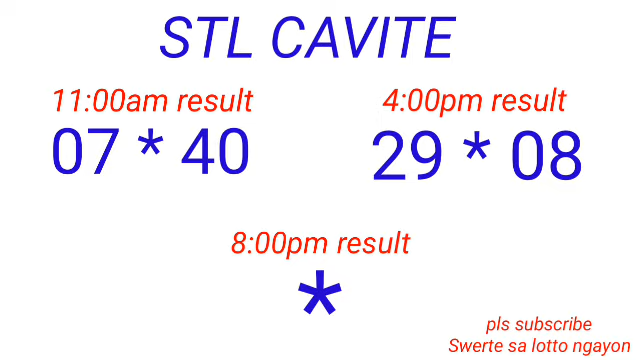 STL CAVITE
11:00am result
07 * 40
4:00pm result
29 * 08
8:00pm result
*
pls subscribe
Swerte sa lotto ngayon